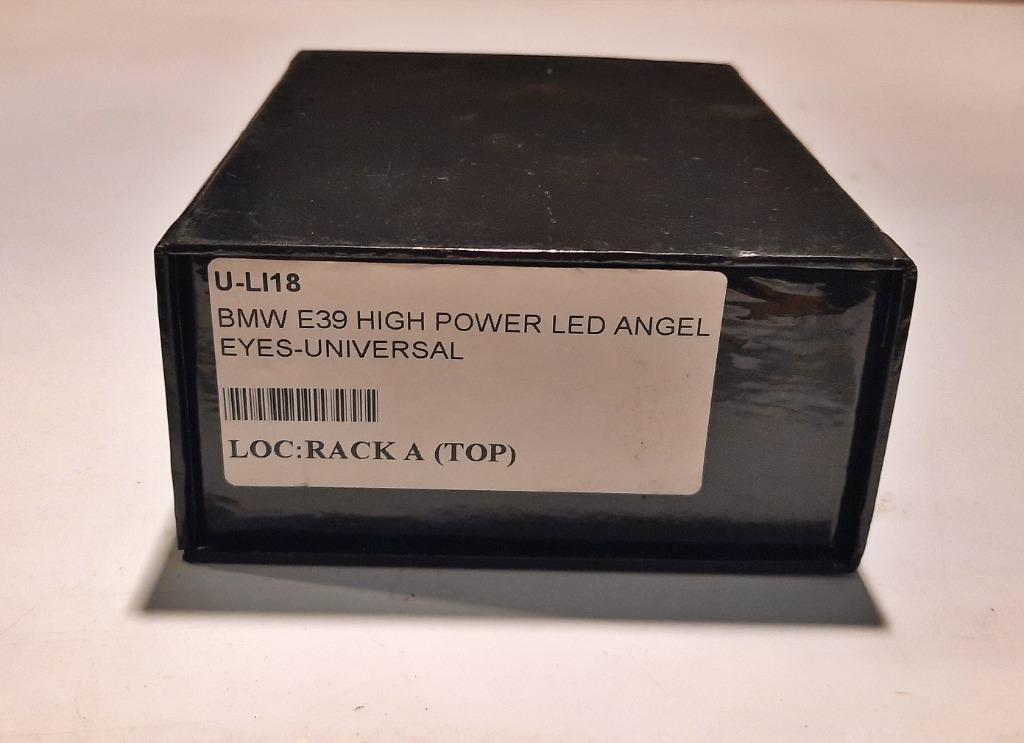 U-LI18
BMW E39 HIGH POWER LED ANGEL
EYES-UNIVERSAL
LOC:RACK A (TOP)